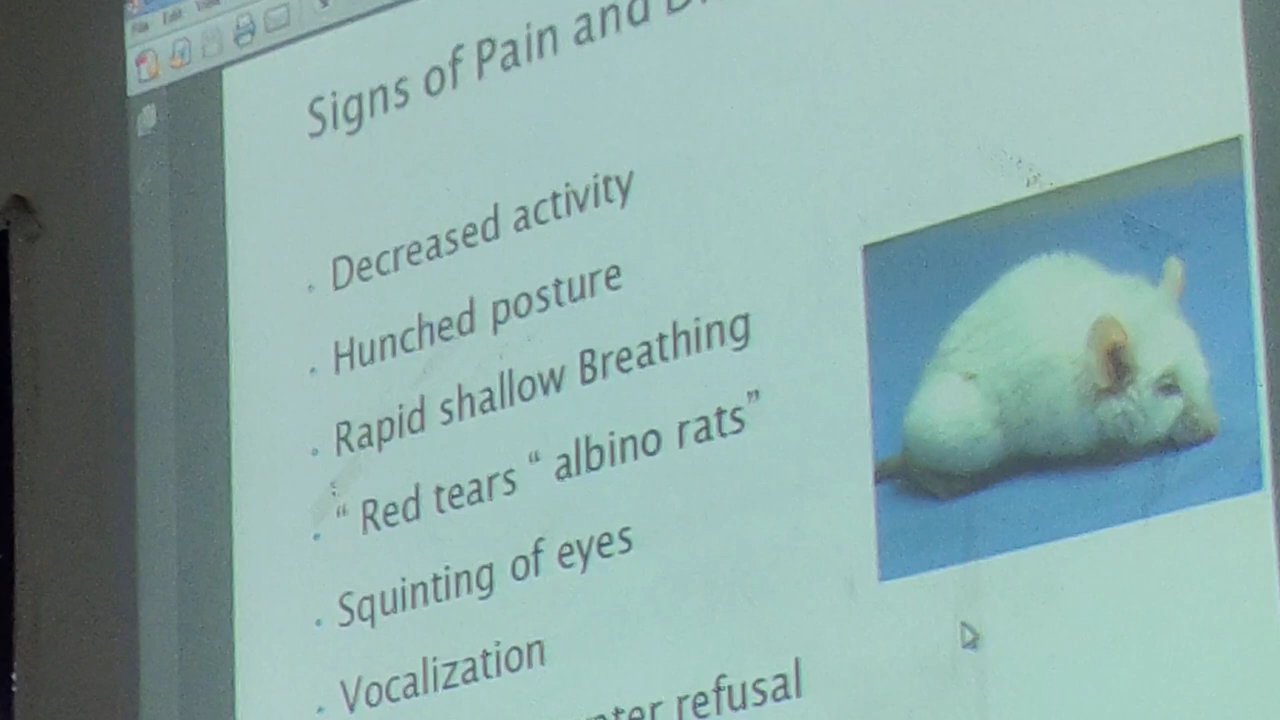 Signs of Pain and
. Decreased activity
. Hunched posture
. Rapid shallow Breathing
. “ Red tears “ albino rats”
. Squinting of eyes
. Vocalization
refusal